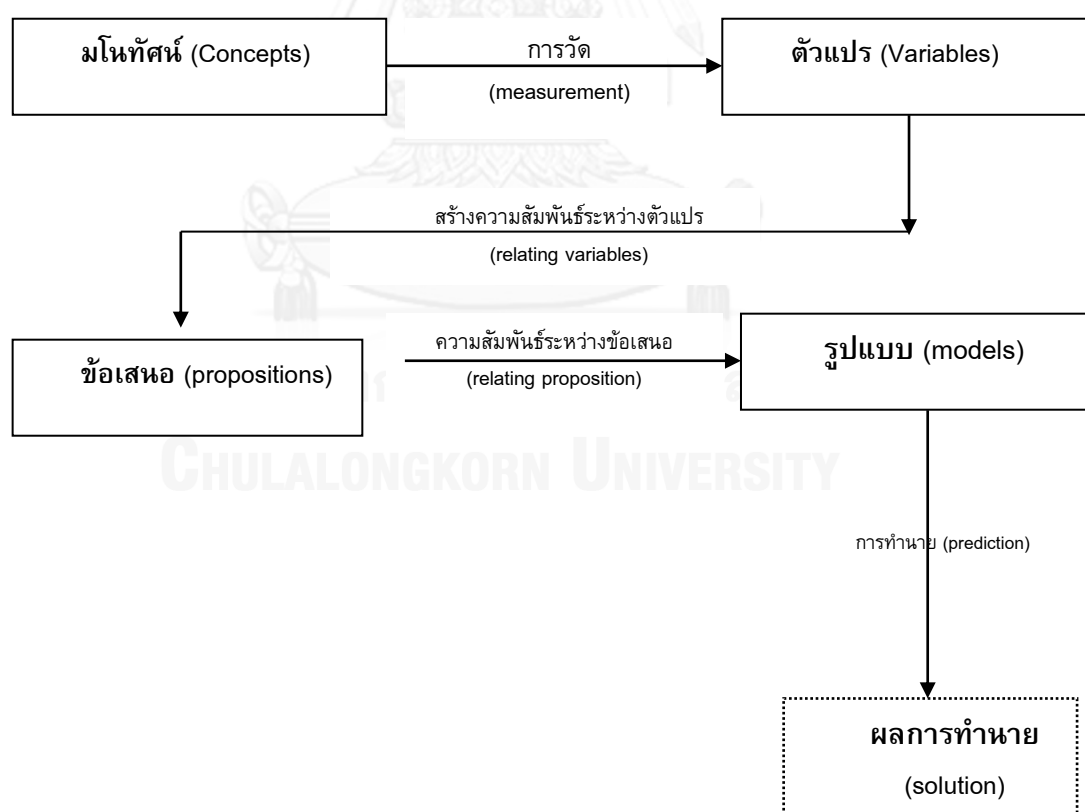 มโนทัศน์ (Concepts)
การวัด
(measurement)
ตัวแปร (Variables)
สร้างความสัมพันธ์ระหว่างตัวแปร
(relating variables)
ข้อเสนอ (propositions)
ความสัมพันธ์ระหว่างข้อเสนอ
(relating proposition)
รูปแบบ (models)
CHULALONGKORN UNIVERSITY
การทำนาย (prediction)
ผลการทำนาย
(solution)